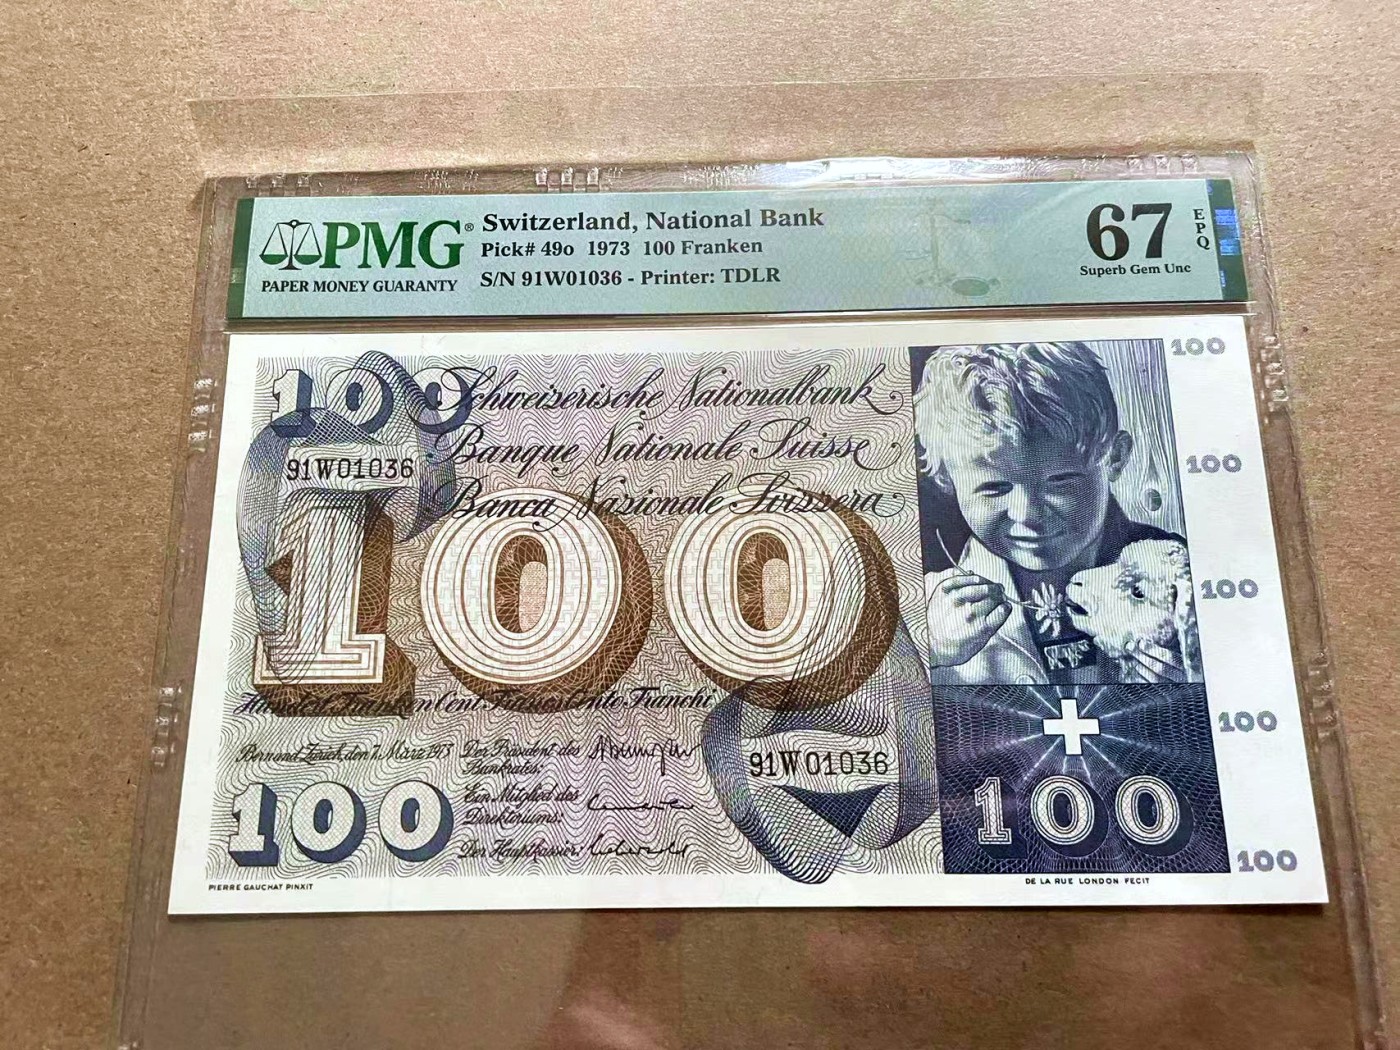 PMG®
PAPER MONEY GUARANTY
Switzerland, National Bank
Pick# 49o 1973 100 Franken
S/N 91W01036 - Printer: TDLR
67
EPQ
Superb Gem Unc
100
Schweizerische Nationalbank
Banque Nationale Suisse
Banca Nazionale Svizzera
91W01036
100
Hundert Franken Cent Francs Cento Franchi
Bern und Zürich, den 7. März 1973
Der Präsident des
Bankrates:
Ein Mitglied des
Direktoriums:
Der Hauptkassier:
91W01036
100
100
100
100
100
100
100
100
PIERRE GAUCHAT PINXIT
DE LA RUE LONDON FECIT